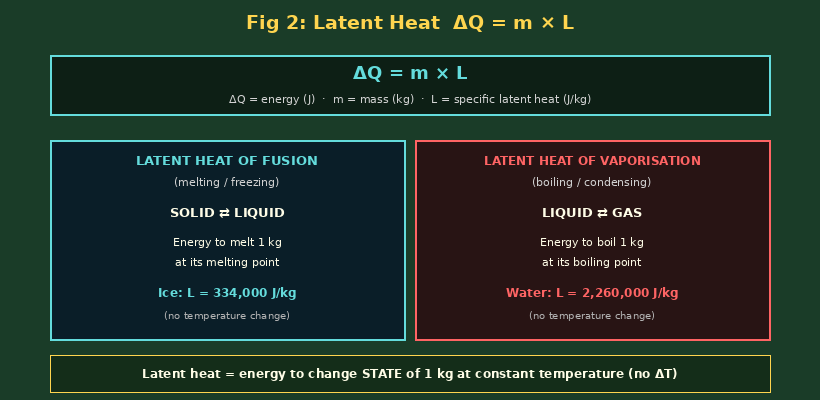 Fig 2: Latent Heat  ΔQ = m × L
ΔQ = m × L
ΔQ = energy (J)  ·  m = mass (kg)  ·  L = specific latent heat (J/kg)
LATENT HEAT OF FUSION
(melting / freezing)
SOLID ⇄ LIQUID
Energy to melt 1 kg
at its melting point
Ice: L = 334,000 J/kg
(no temperature change)
LATENT HEAT OF VAPORISATION
(boiling / condensing)
LIQUID ⇄ GAS
Energy to boil 1 kg
at its boiling point
Water: L = 2,260,000 J/kg
(no temperature change)
Latent heat = energy to change STATE of 1 kg at constant temperature (no ΔT)